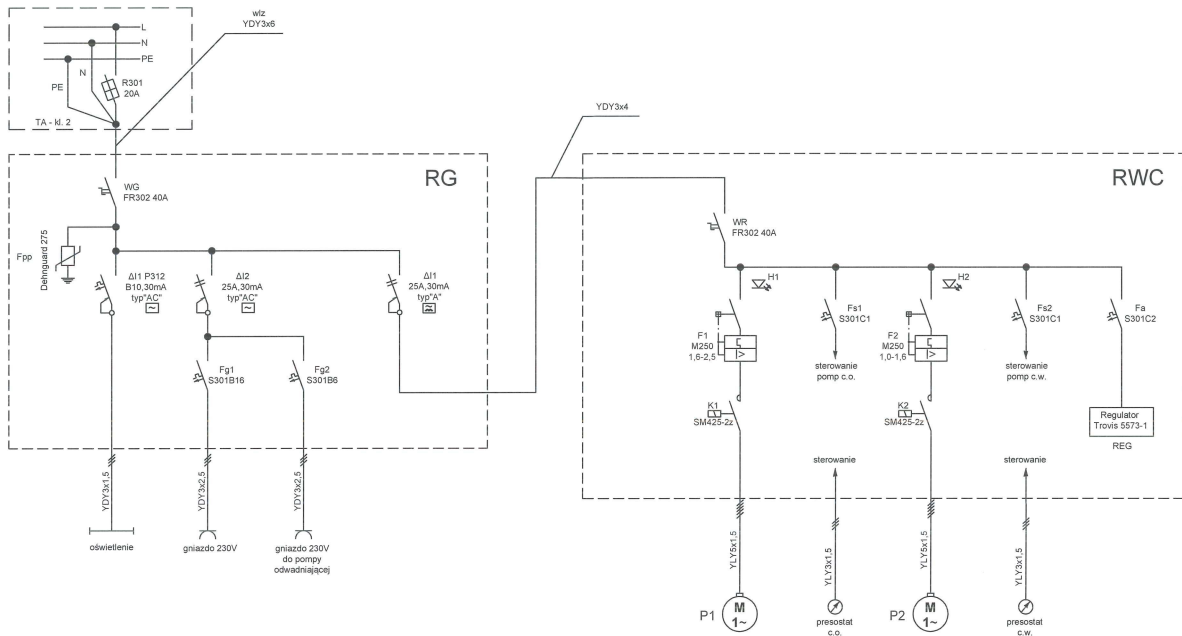 wlz
YDY3x6
L
N
PE
N
PE
R301
20A
TA - kl. 2
YDY3x4
RG
RWC
WG
FR302 40A
Fpp
Dehnguard 275
ΔI1 P312
B10,30mA
typ"AC"
ΔI2
25A,30mA
typ"AC"
ΔI1
25A,30mA
typ"A"
Fg1
S301B16
Fg2
S301B6
WR
FR302 40A
H1
H2
F1
M250
1,6-2,5
Fs1
S301C1
F2
M250
1,0-1,6
Fs2
S301C1
Fa
S301C2
sterowanie
pomp c.o.
sterowanie
pomp c.w.
K1
SM425-2z
K2
SM425-2z
Regulator
Trovis 5573-1
REG
sterowanie
sterowanie
YDY3x1,5
YDY3x2,5
YDY3x2,5
oświetlenie
gniazdo 230V
gniazdo 230V
do pompy
odwadniającej
YLY5x1,5
YLY3x1,5
YLY5x1,5
YLY3x1,5
P1
M
1~
presostat
c.o.
P2
M
1~
presostat
c.w.